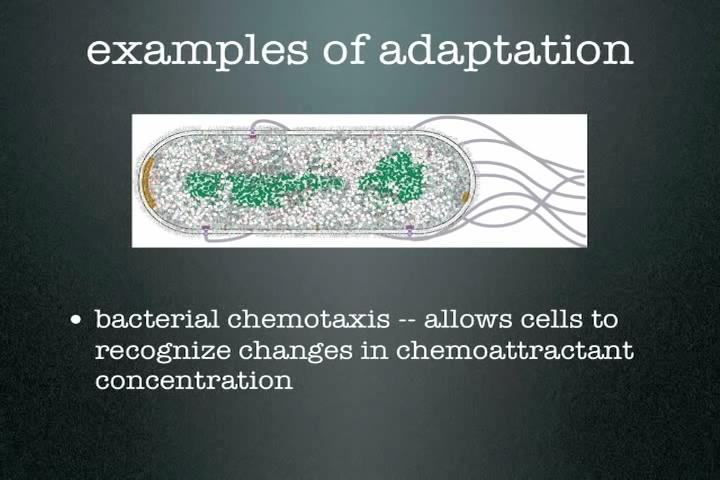 examples of adaptation
• bacterial chemotaxis -- allows cells to
recognize changes in chemoattractant
concentration